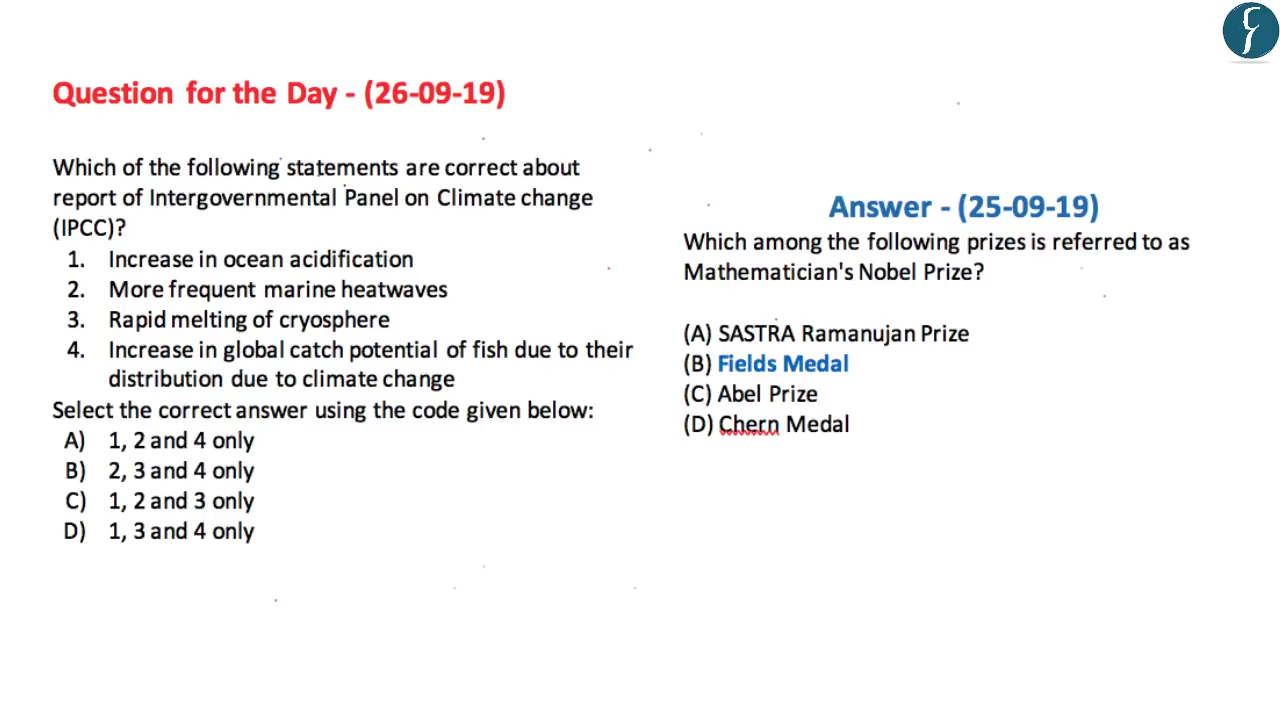 Question for the Day - (26-09-19)
Which of the following statements are correct about
report of Intergovernmental Panel on Climate change
(IPCC)?
1. Increase in ocean acidification
2. More frequent marine heatwaves
3. Rapid melting of cryosphere
4. Increase in global catch potential of fish due to their
distribution due to climate change
Select the correct answer using the code given below:
A) 1, 2 and 4 only
B) 2, 3 and 4 only
C) 1, 2 and 3 only
D) 1, 3 and 4 only
Answer - (25-09-19)
Which among the following prizes is referred to as
Mathematician's Nobel Prize?
(A) SASTRA Ramanujan Prize
(B) Fields Medal
(C) Abel Prize
(D) Chern Medal